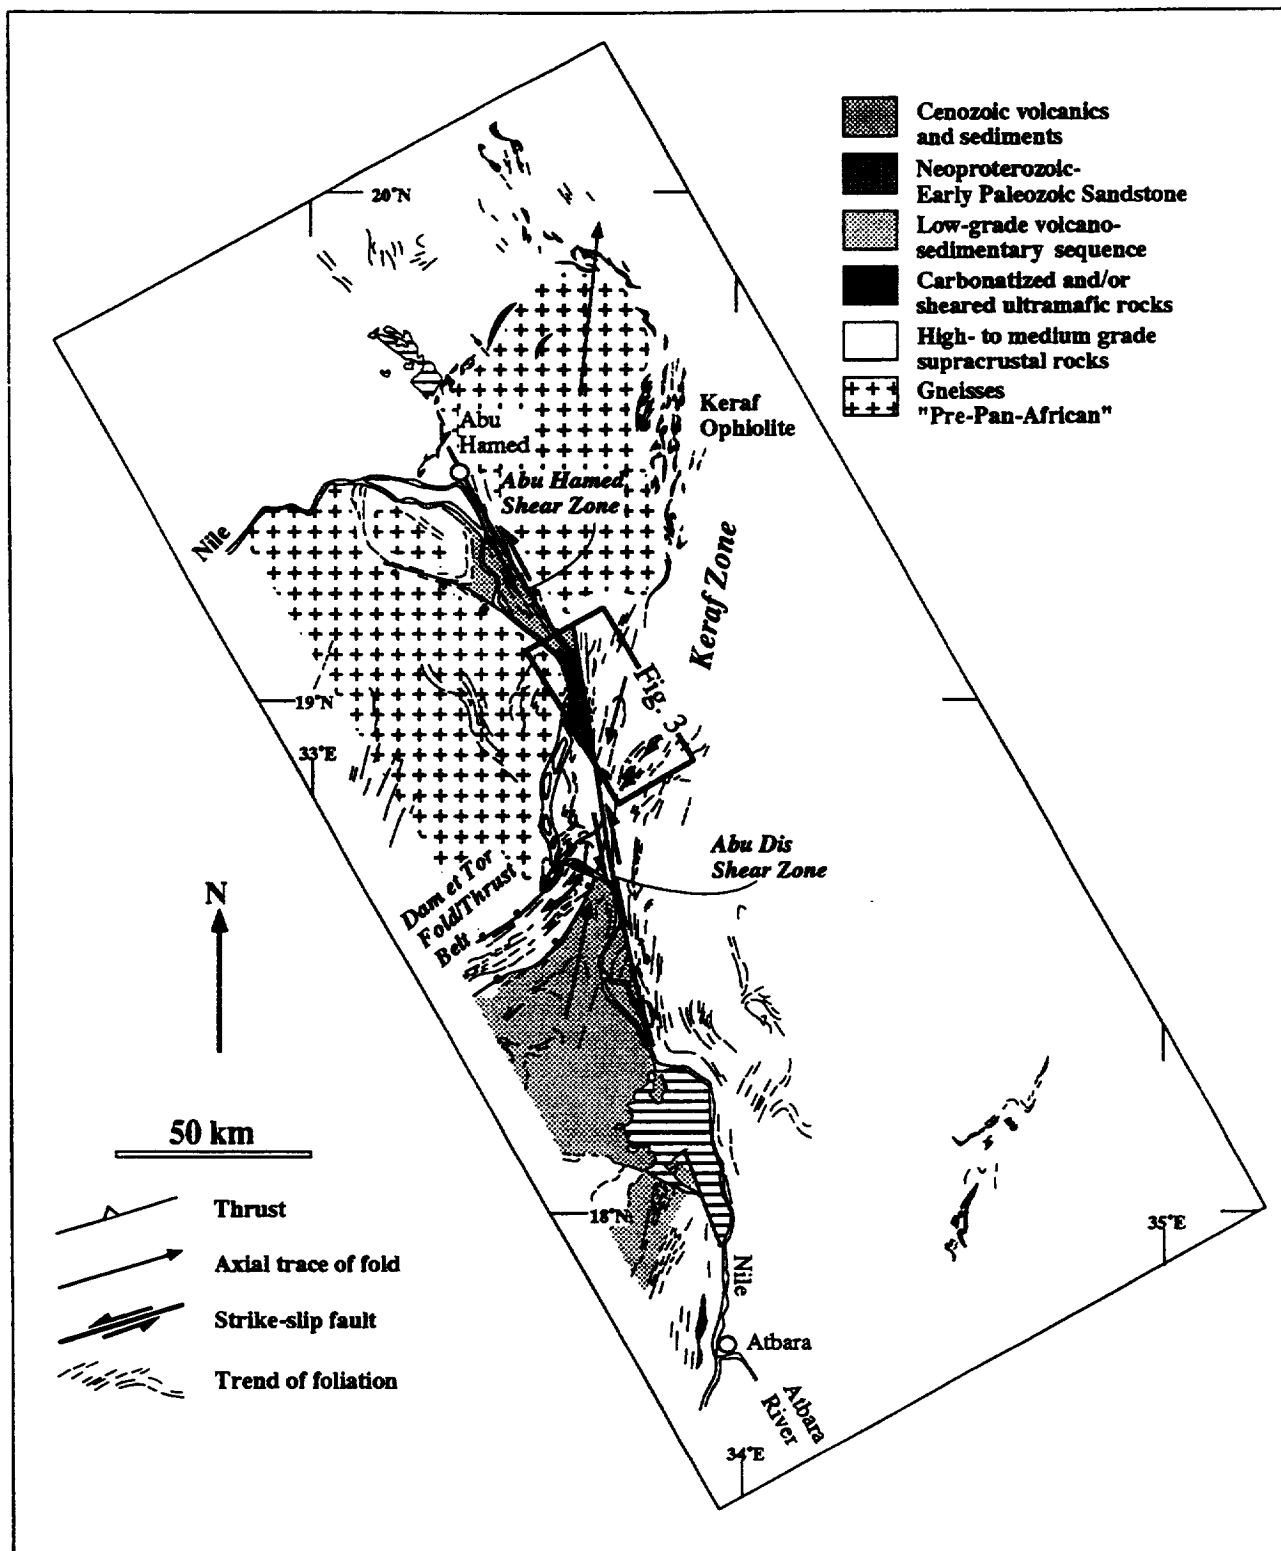 Cenozoic volcanics
and sediments
Neoproterozoic-
Early Paleozoic Sandstone
Low-grade volcano-
sedimentary sequence
Carbonatized and/or
sheared ultramafic rocks
High- to medium grade
supracrustal rocks
Gneisses
"Pre-Pan-African"
20°N
Keraf
Ophiolite
Abu
Hamed
Abu Hamed
Shear Zone
Nile
Keraf Zone
Fig. 3
19°N
33°E
Abu Dis
Shear Zone
Dam et Tor
Fold/Thrust
Belt
N
50 km
Thrust
Axial trace of fold
Strike-slip fault
Trend of foliation
18°N
35°E
Nile
Atbara
Atbara
River
34°E